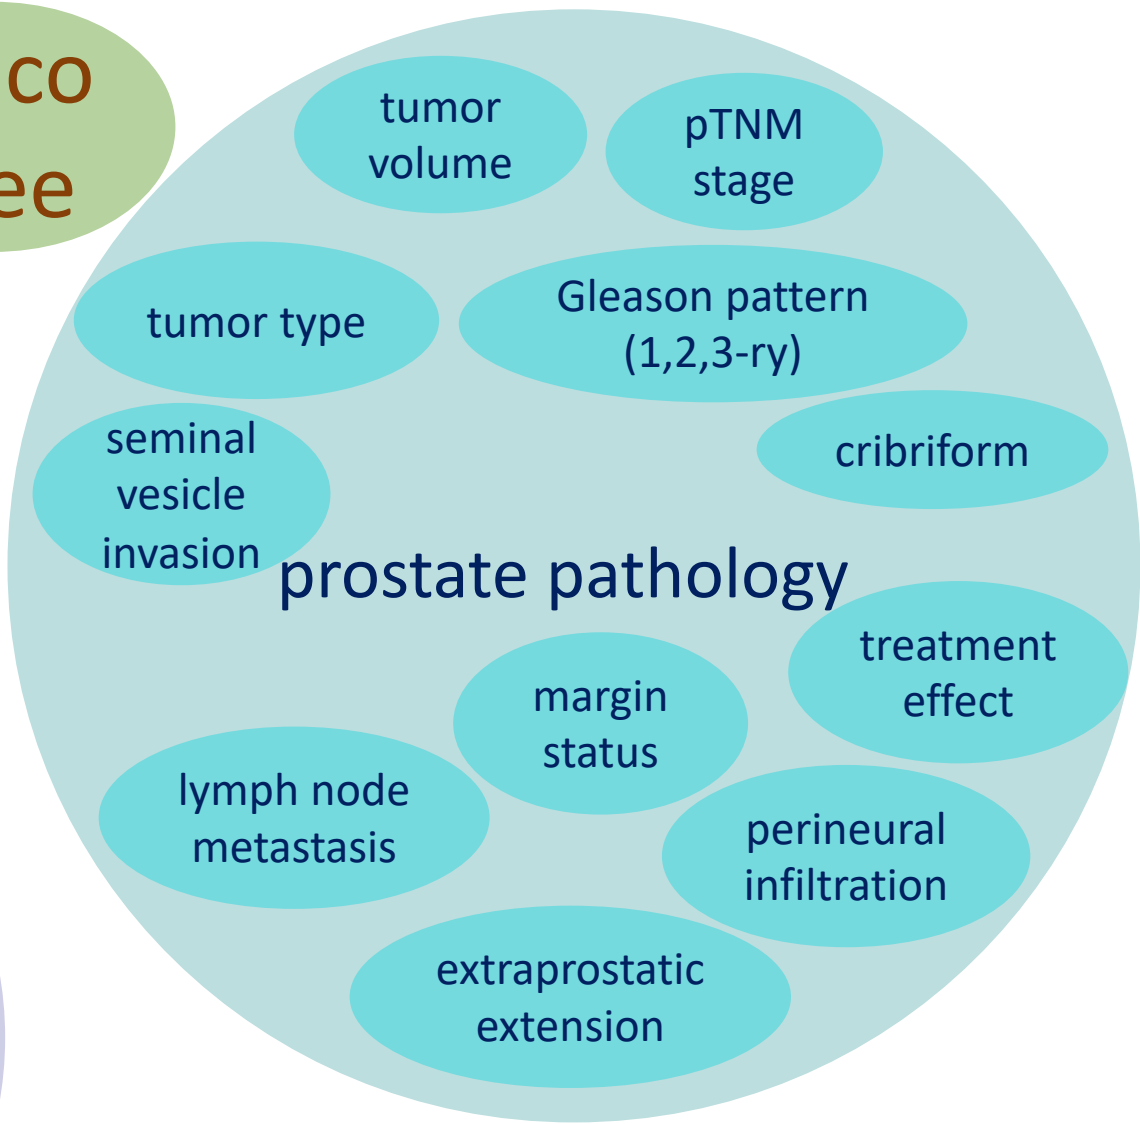 co
ee
tumor
volume
pTNM
stage
tumor type
Gleason pattern
(1,2,3-ry)
seminal
vesicle
invasion
cribriform
prostate pathology
treatment
effect
margin
status
lymph node
metastasis
perineural
infiltration
extraprostatic
extension